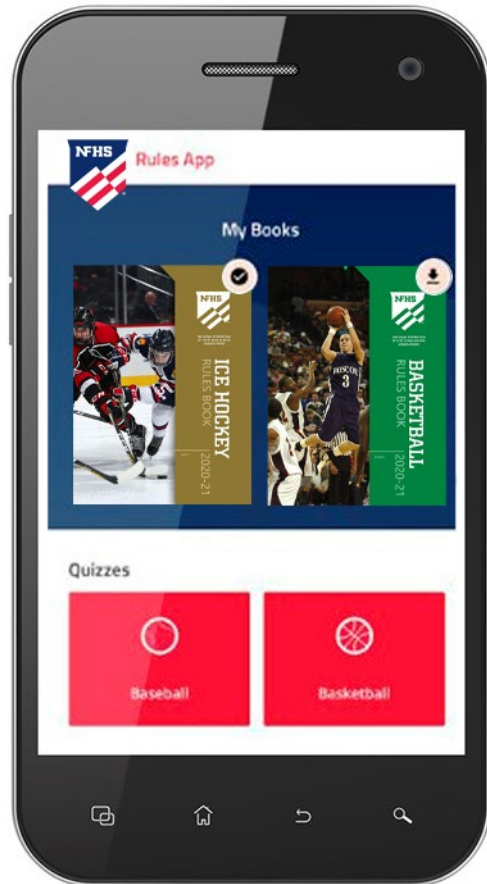 NFHS
Rules App
My Books
NFHS
ICE HOCKEY
RULES BOOK
2020-21
NFHS
BASKETBALL
RULES BOOK
2020-21
3
Quizzes
Baseball
Basketball